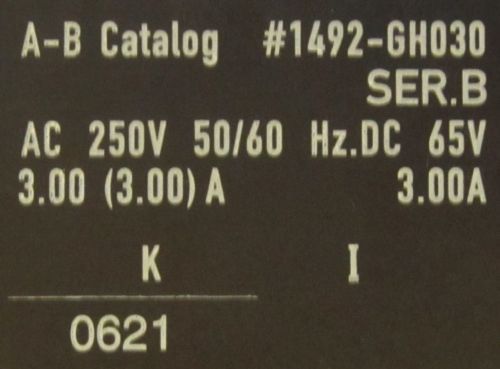 A-B Catalog #1492-GH030
SER.B
AC 250V 50/60 Hz.DC 65V
3.00 (3.00) A 3.00A
K I
0621